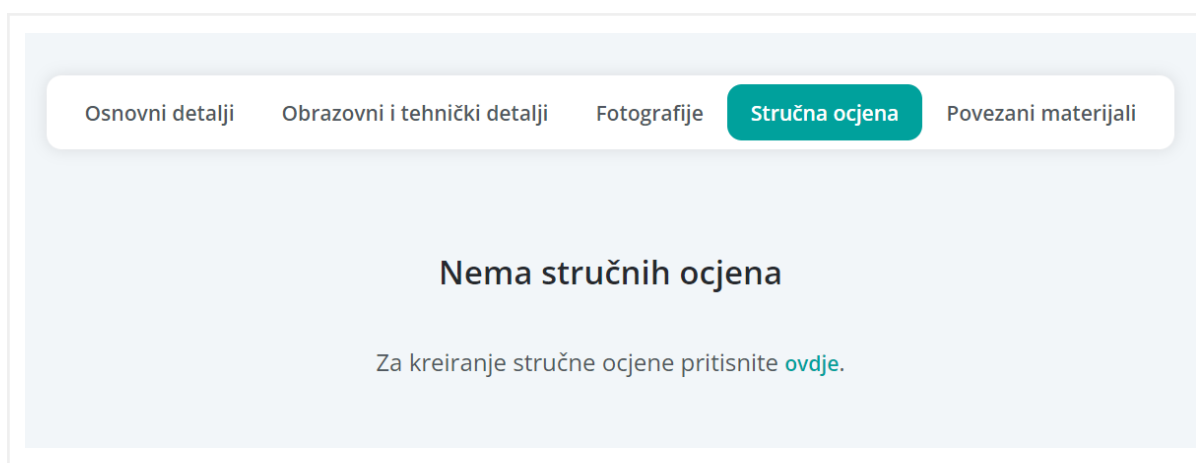 Osnovni detalji Obrazovni i tehnički detalji Fotografije Stručna ocjena Povezani materijali
Nema stručnih ocjena
Za kreiranje stručne ocjene pritisnite ovdje.